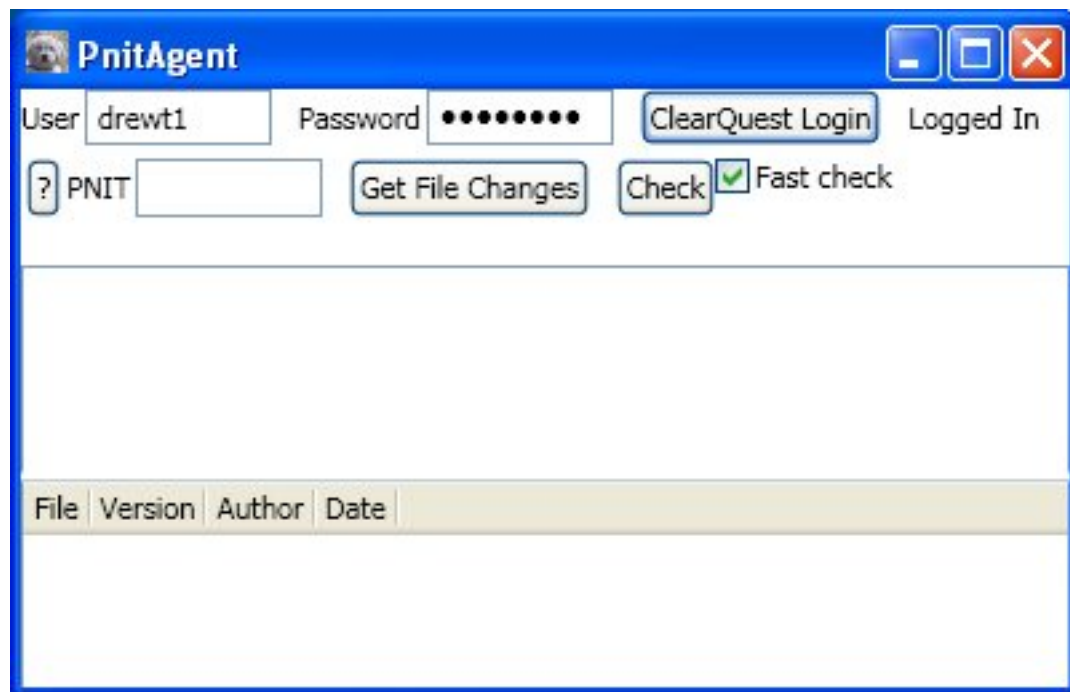 PnitAgent
User drewt1 Password •••••••• ClearQuest Login Logged In
? PNIT Get File Changes Check Fast check
File Version Author Date